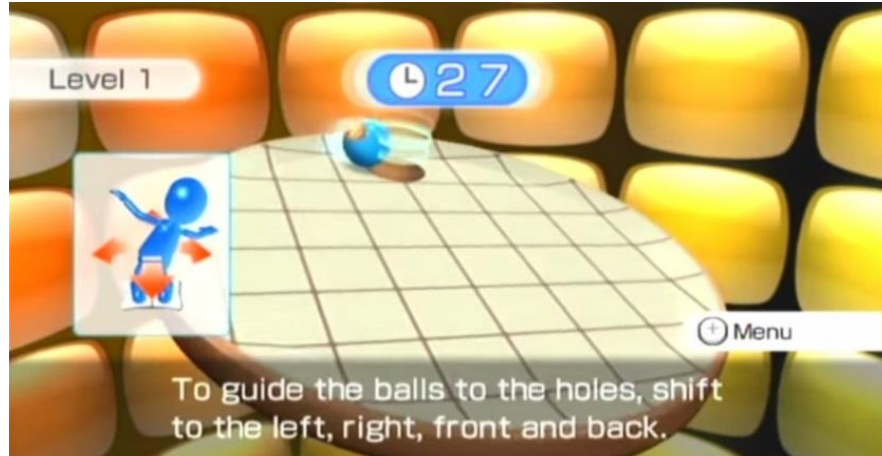 Level 1
27
Menu
To guide the balls to the holes, shift
to the left, right, front and back.